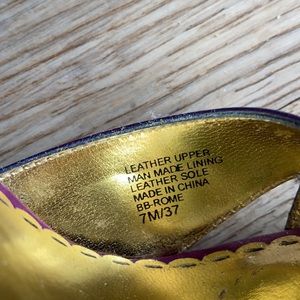 LEATHER UPPER
MAN MADE LINING
LEATHER SOLE
MADE IN CHINA
BB-ROME
7M/37